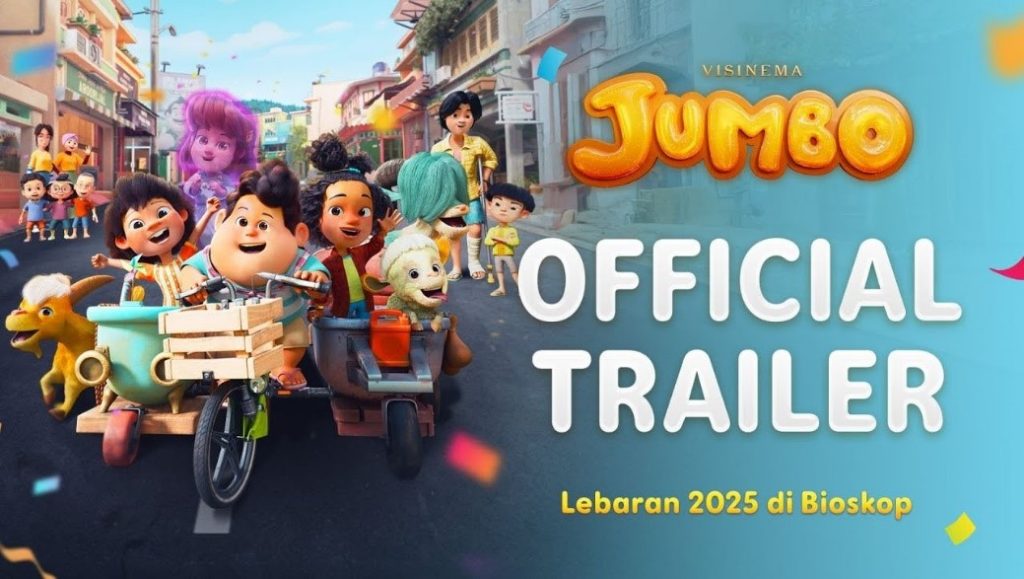 VISINEMA
JUMBO
OFFICIAL
TRAILER
Lebaran 2025 di Bioskop